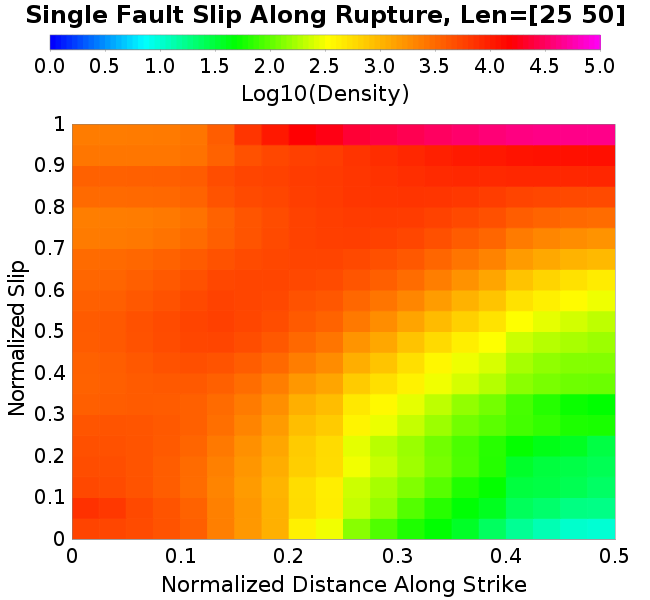 Single Fault Slip Along Rupture, Len=[25 50]
0.0 0.5 1.0 1.5 2.0 2.5 3.0 3.5 4.0 4.5 5.0
Log10(Density)
1
0.9
0.8
0.7
0.6
0.5
0.4
0.3
0.2
0.1
0
Normalized Slip
0 0.1 0.2 0.3 0.4 0.5
Normalized Distance Along Strike